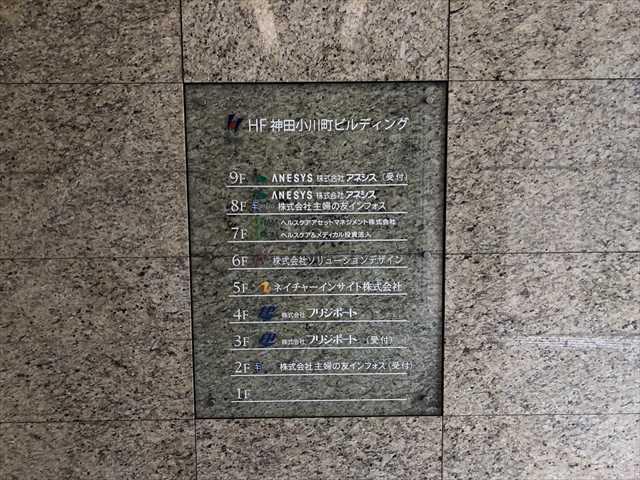 HF 神田小川町ビルディング
9F ANESYS 株式会社アネシス (受付)
ANESYS 株式会社アネシス
8F 株式会社主婦の友インフォス
ヘルスケアアセットマネジメント株式会社
7F ヘルスケア&メディカル投資法人
6F 株式会社ソリューションデザイン
5F ネイチャーインサイト株式会社
4F 株式会社 ブリジポート
3F 株式会社 ブリジポート (受付)
2F 株式会社主婦の友インフォス (受付)
1F